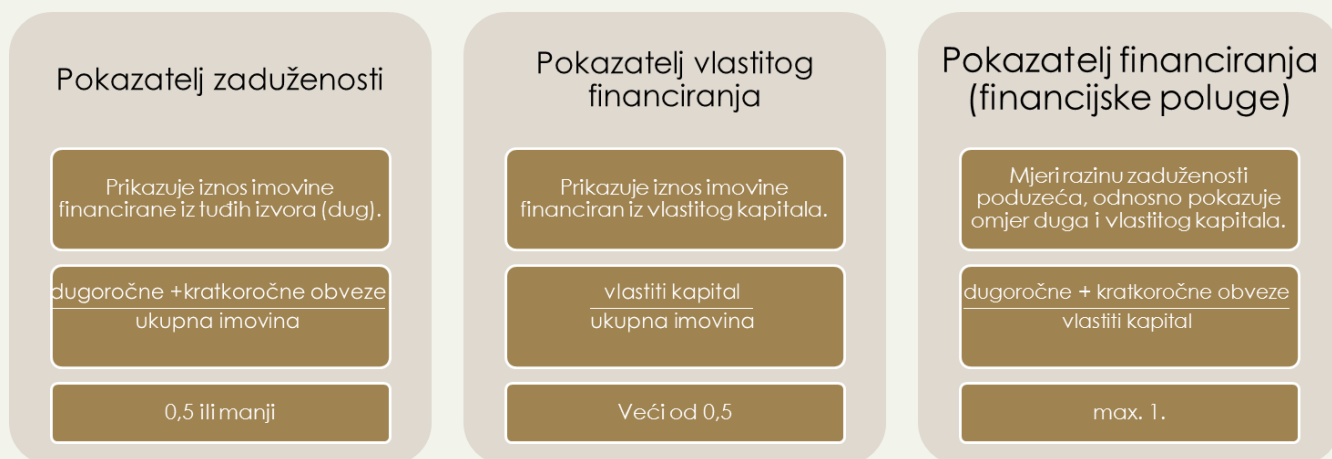 Pokazatelj zaduženosti
Prikazuje iznos imovine
financirane iz tuđih izvora (dug).
dugoročne +kratkoročne obveze
ukupna imovina
0,5 ili manji
Pokazatelj vlastitog
financiranja
Prikazuje iznos imovine
financiran iz vlastitog kapitala.
vlastiti kapital
ukupna imovina
Veći od 0,5
Pokazatelj financiranja
(financijske poluge)
Mjeri razinu zaduženosti
poduzeća, odnosno pokazuje
omjer duga i vlastitog kapitala.
dugoročne + kratkoročne obveze
vlastiti kapital
max. 1.